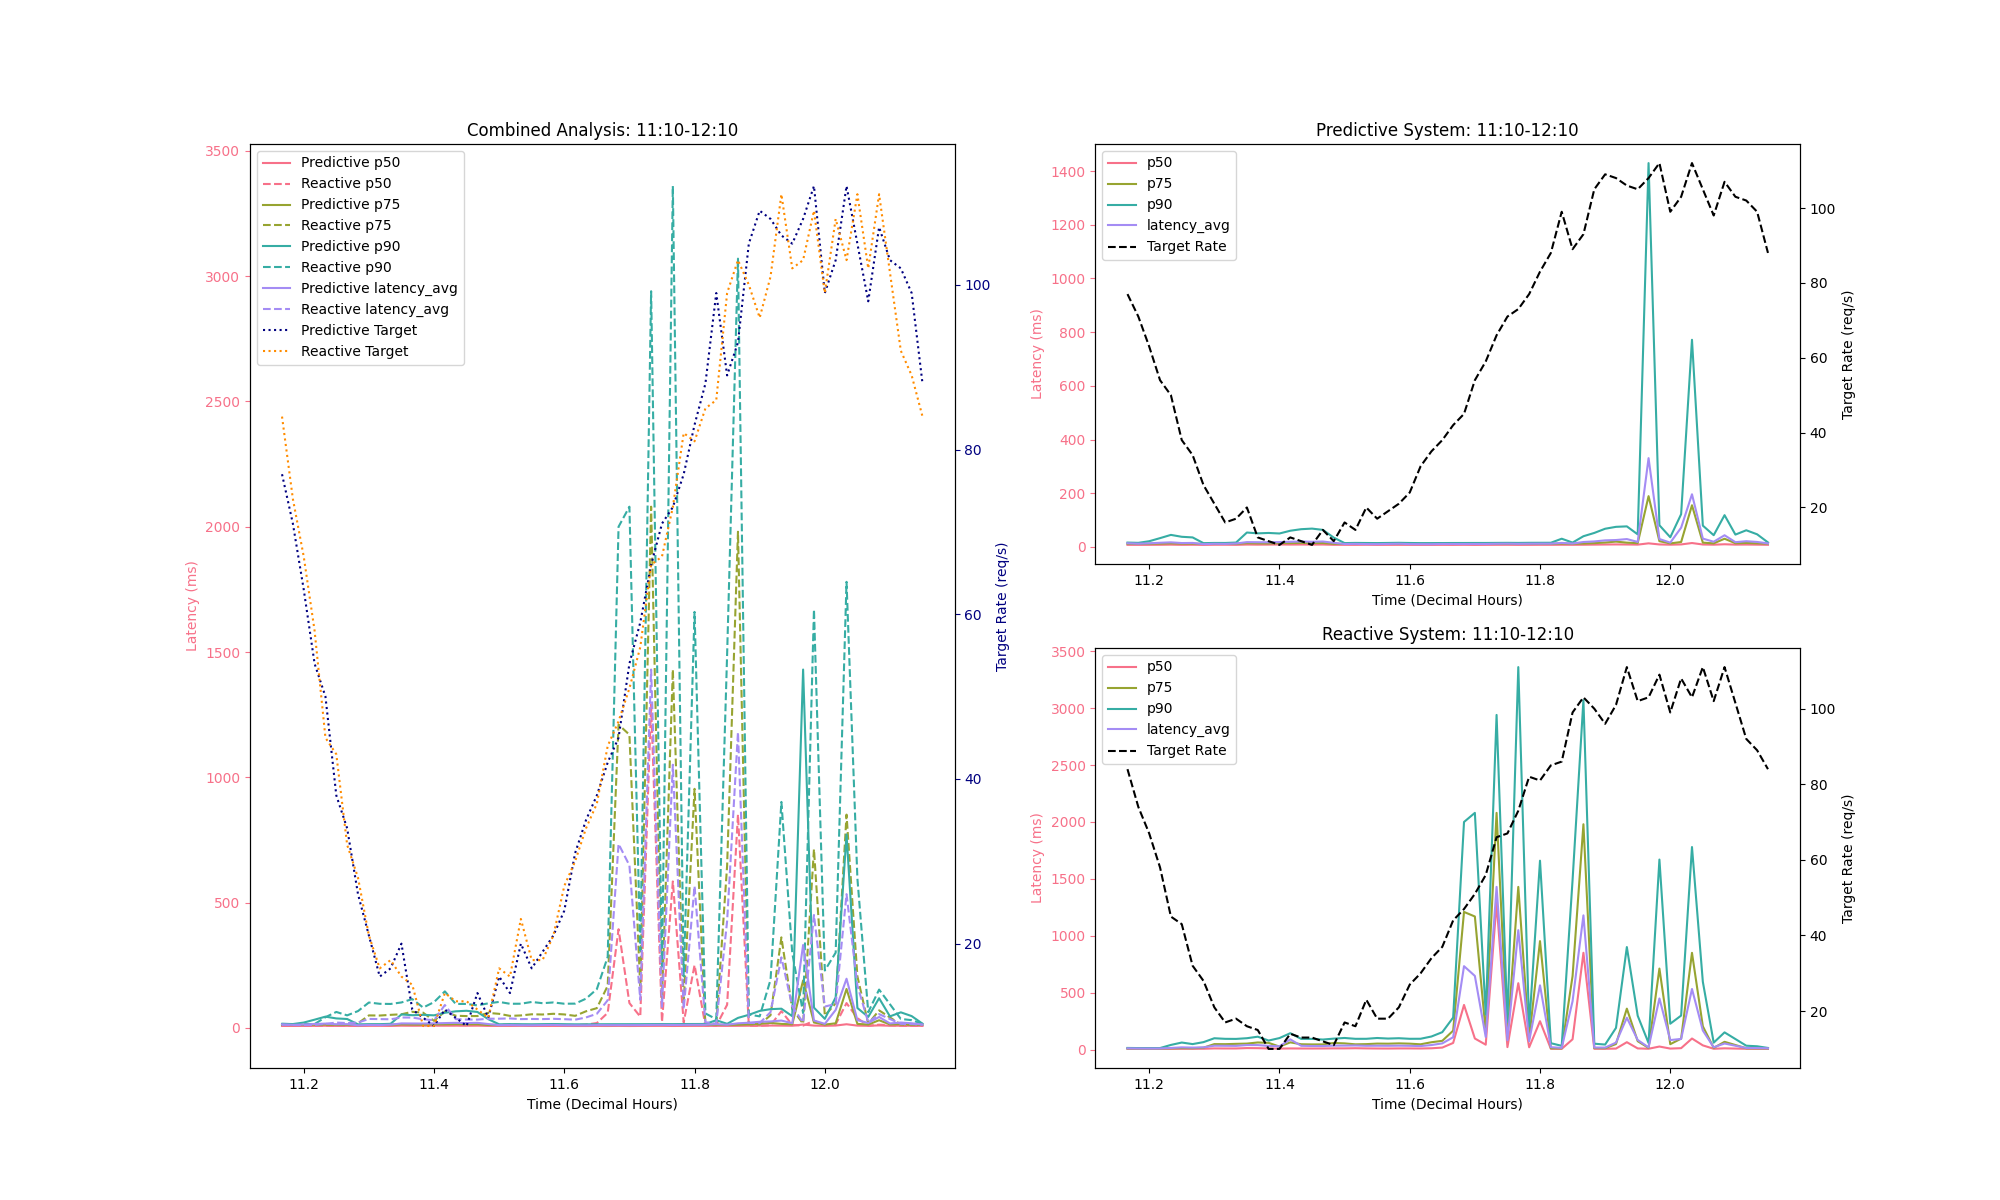 Combined Analysis: 11:10-12:10
Predictive p50
Reactive p50
Predictive p75
Reactive p75
Predictive p90
Reactive p90
Predictive latency_avg
Reactive latency_avg
Predictive Target
Reactive Target
3500
3000
2500
2000
1500
1000
500
0
Latency (ms)
100
80
60
40
20
Target Rate (req/s)
11.2
11.4
11.6
11.8
12.0
Time (Decimal Hours)
Predictive System: 11:10-12:10
p50
p75
p90
latency_avg
Target Rate
1400
1200
1000
800
600
400
200
0
Latency (ms)
100
80
60
40
20
Target Rate (req/s)
11.2
11.4
11.6
11.8
12.0
Time (Decimal Hours)
Reactive System: 11:10-12:10
p50
p75
p90
latency_avg
Target Rate
3500
3000
2500
2000
1500
1000
500
0
Latency (ms)
100
80
60
40
20
Target Rate (req/s)
11.2
11.4
11.6
11.8
12.0
Time (Decimal Hours)